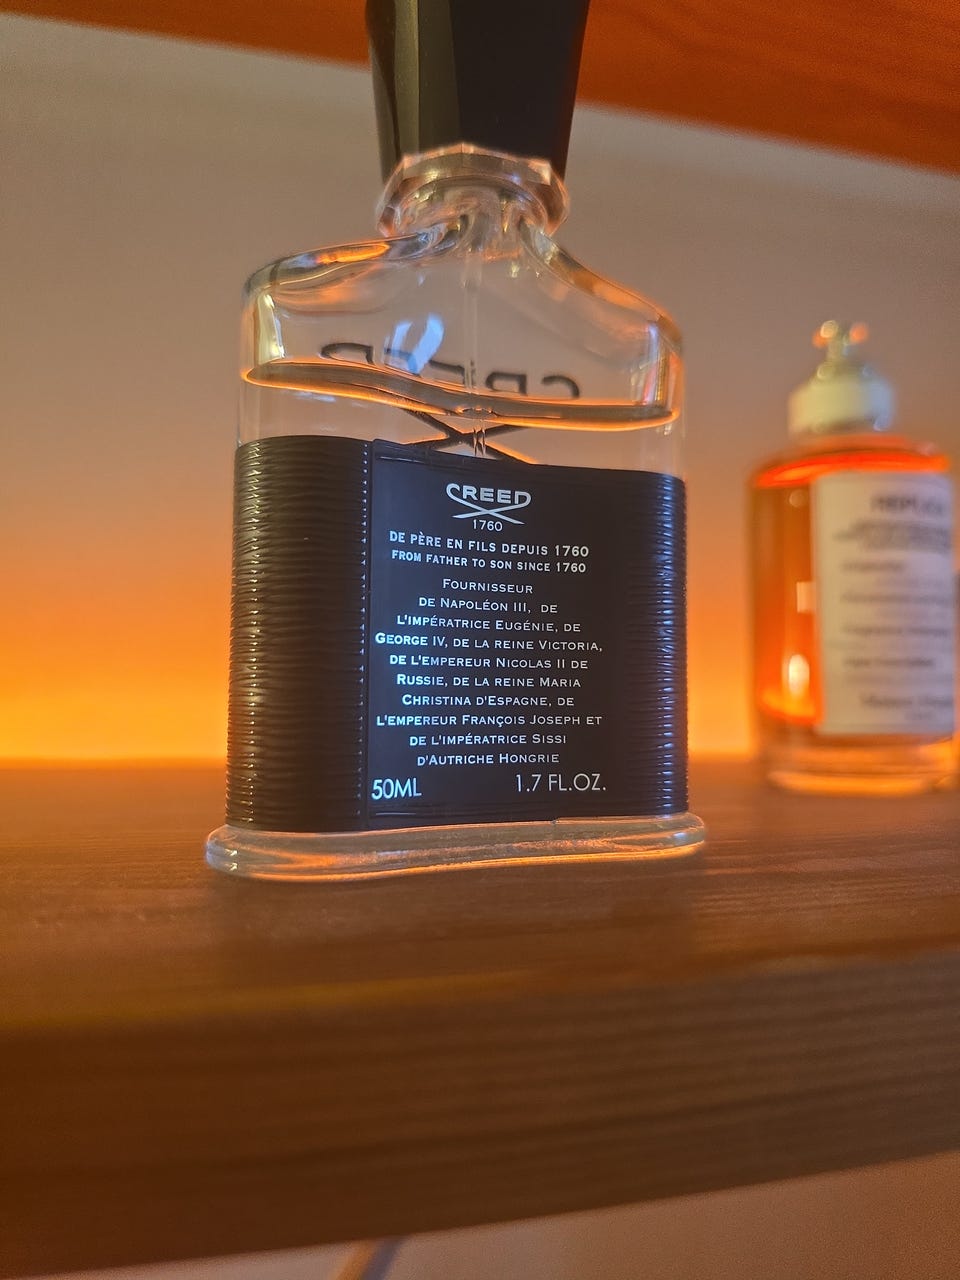 CREED
CREED
1760
DE PÈRE EN FILS DEPUIS 1760
FROM FATHER TO SON SINCE 1760
FOURNISSEUR
DE NAPOLÉON III, DE
L'IMPÉRATRICE EUGÉNIE, DE
GEORGE IV, DE LA REINE VICTORIA,
DE L'EMPEREUR NICOLAS II DE
RUSSIE, DE LA REINE MARIA
CHRISTINA D'ESPAGNE, DE
L'EMPEREUR FRANÇOIS JOSEPH ET
DE L'IMPÉRATRICE SISSI
D'AUTRICHE HONGRIE
50ML 1.7 FL.OZ.